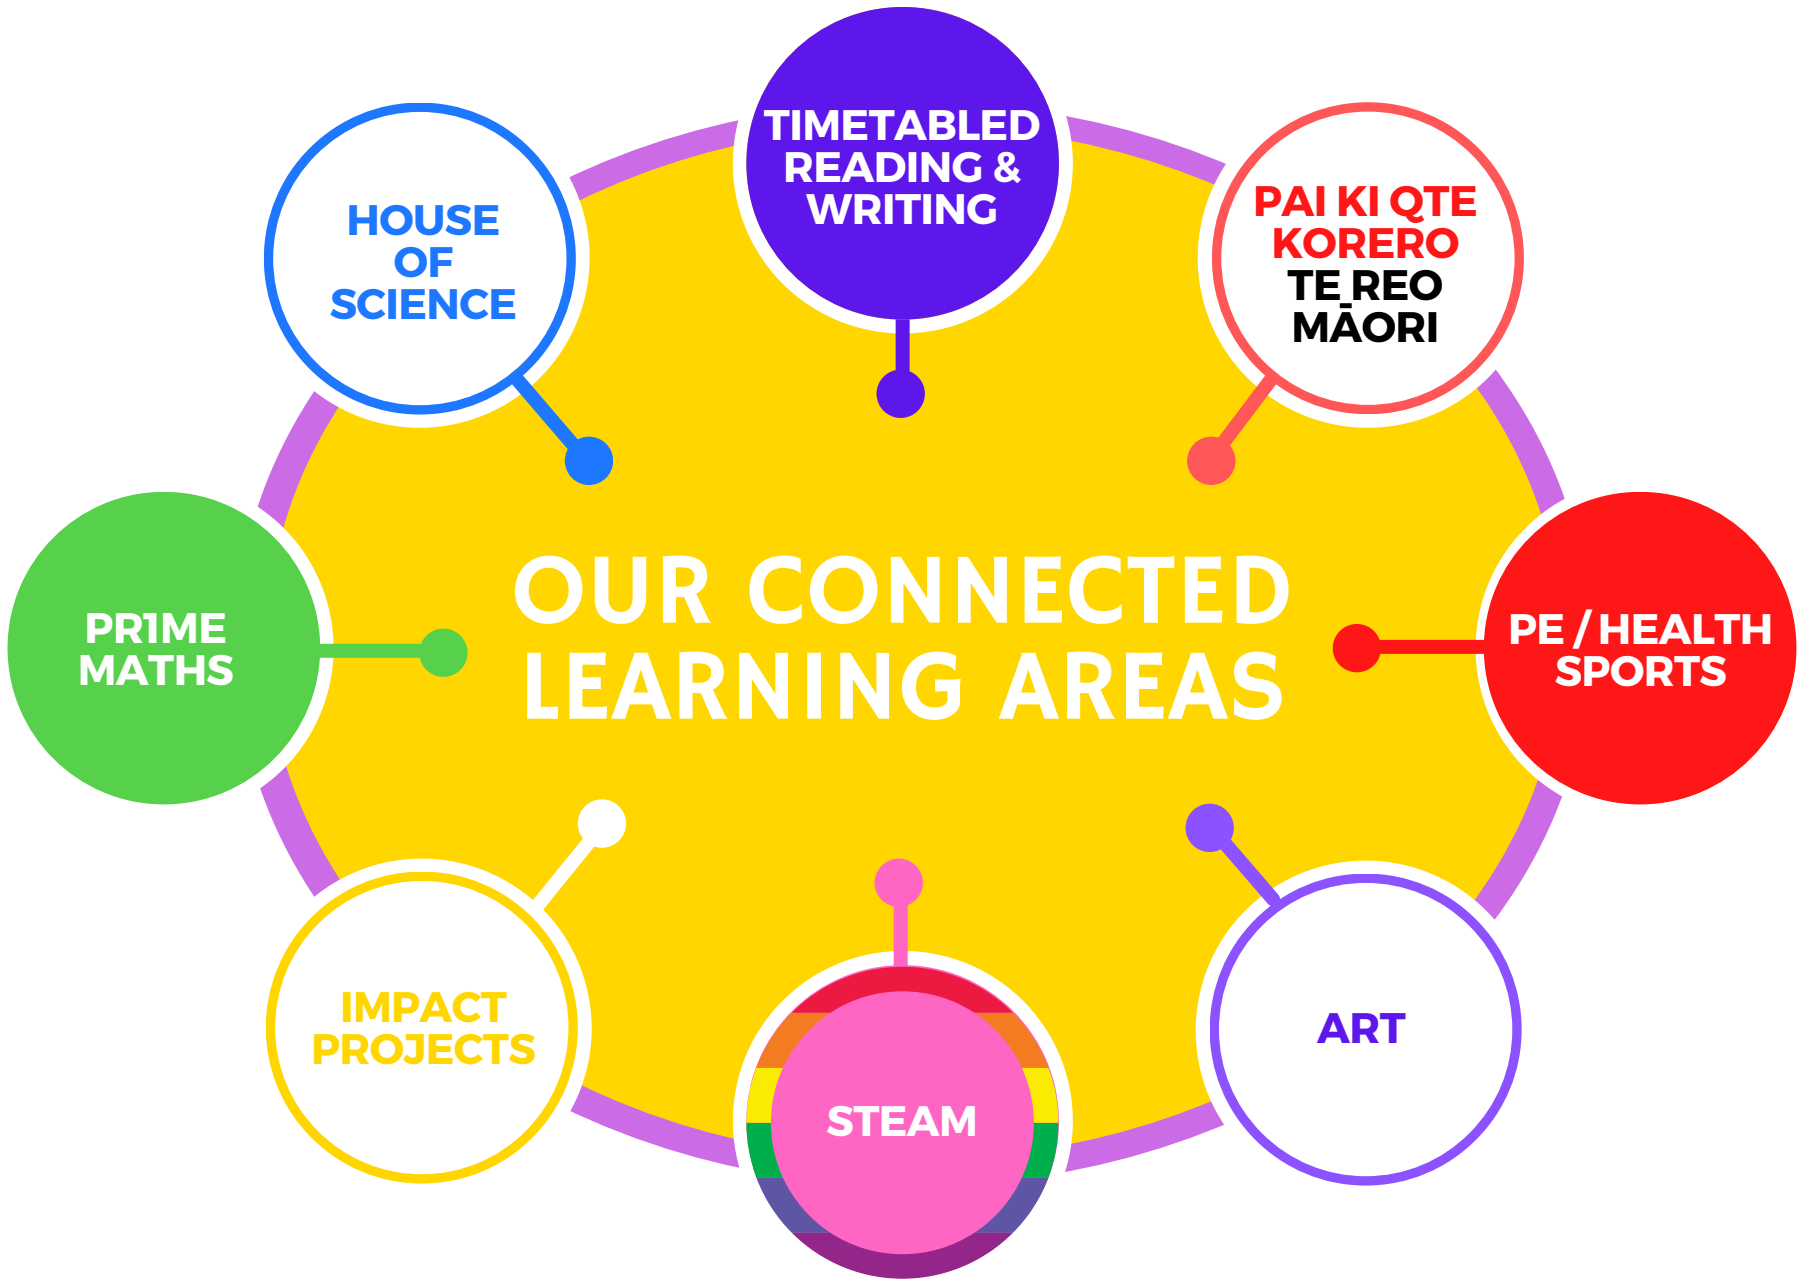 TIMETABLED
READING &
WRITING
HOUSE
OF
SCIENCE
PAI KI QTE
KORERO
TE REO
MĀORI
OUR CONNECTED
LEARNING AREAS
PR1ME
MATHS
PE / HEALTH
SPORTS
IMPACT
PROJECTS
STEAM
ART